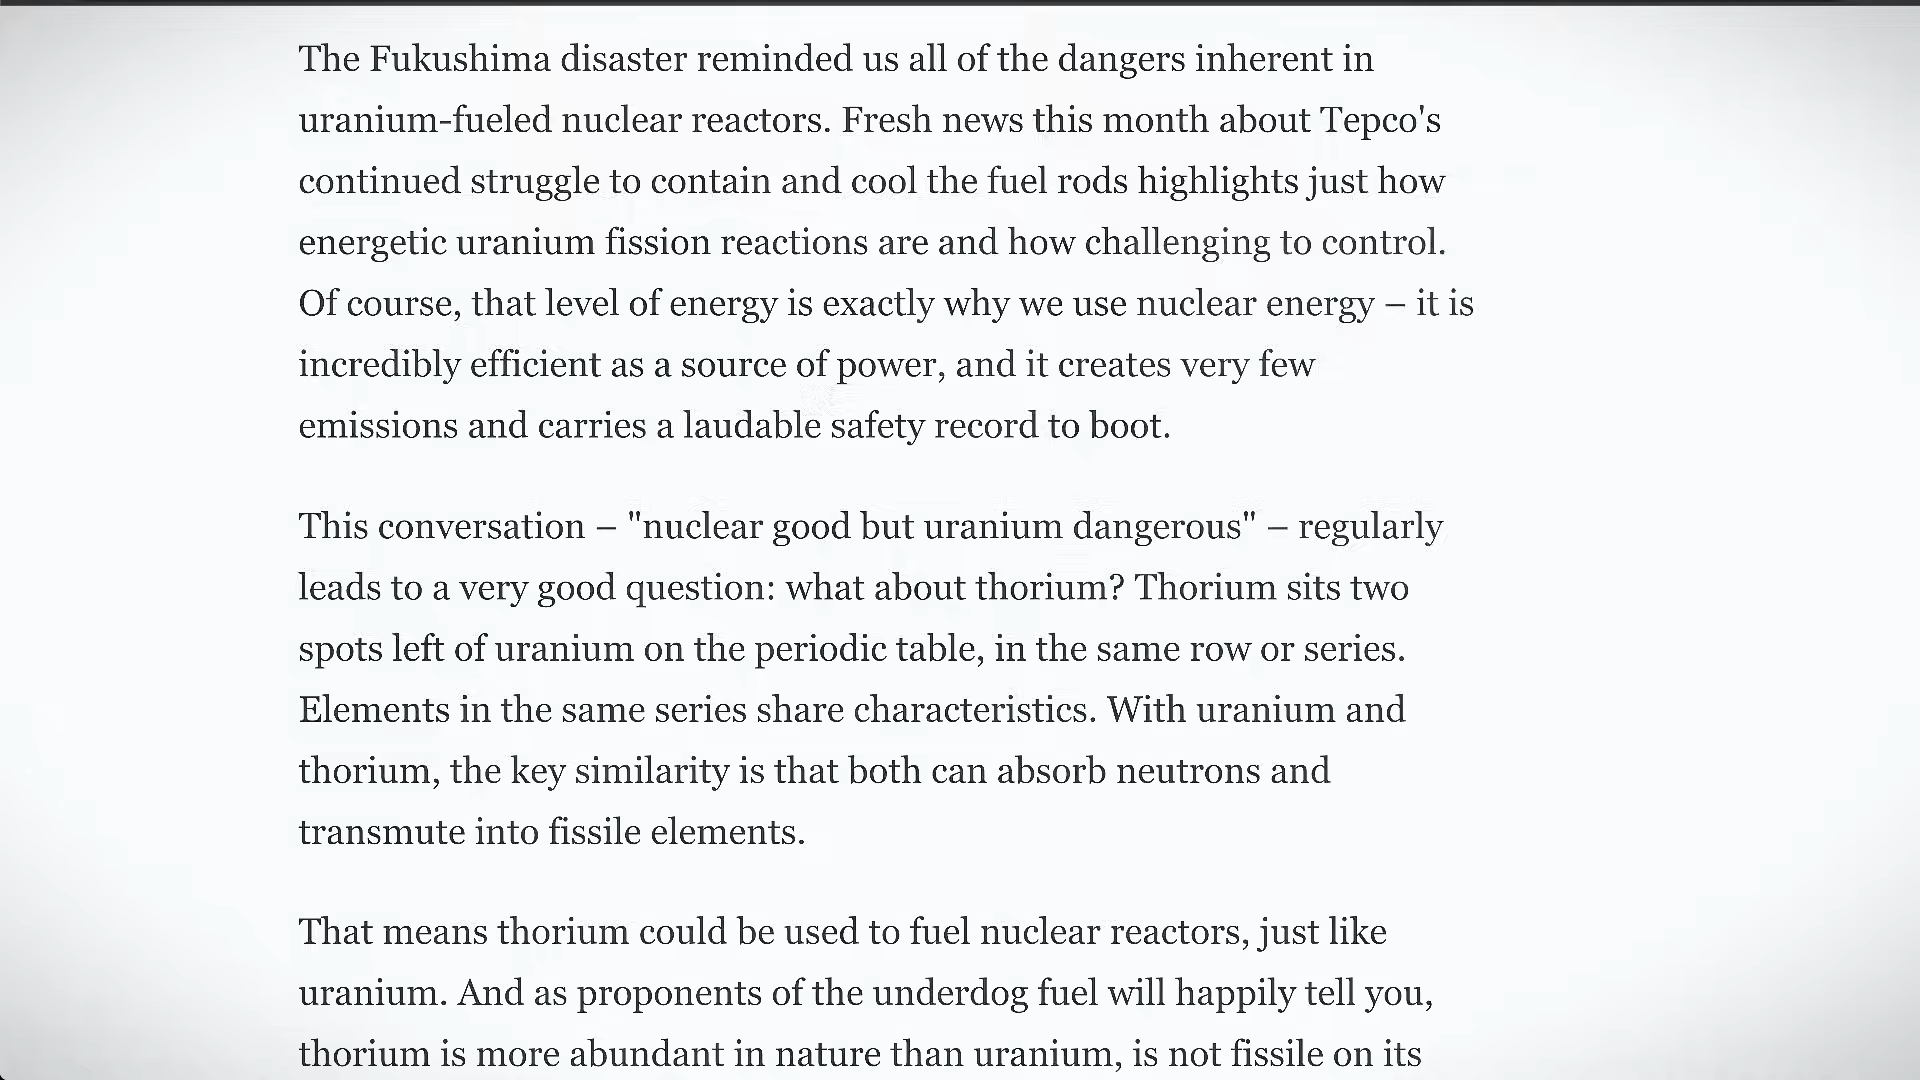 The Fukushima disaster reminded us all of the dangers inherent in
uranium-fueled nuclear reactors. Fresh news this month about Tepco's
continued struggle to contain and cool the fuel rods highlights just how
energetic uranium fission reactions are and how challenging to control.
Of course, that level of energy is exactly why we use nuclear energy – it is
incredibly efficient as a source of power, and it creates very few
emissions and carries a laudable safety record to boot.
This conversation – "nuclear good but uranium dangerous" – regularly
leads to a very good question: what about thorium? Thorium sits two
spots left of uranium on the periodic table, in the same row or series.
Elements in the same series share characteristics. With uranium and
thorium, the key similarity is that both can absorb neutrons and
transmute into fissile elements.
That means thorium could be used to fuel nuclear reactors, just like
uranium. And as proponents of the underdog fuel will happily tell you,
thorium is more abundant in nature than uranium, is not fissile on its